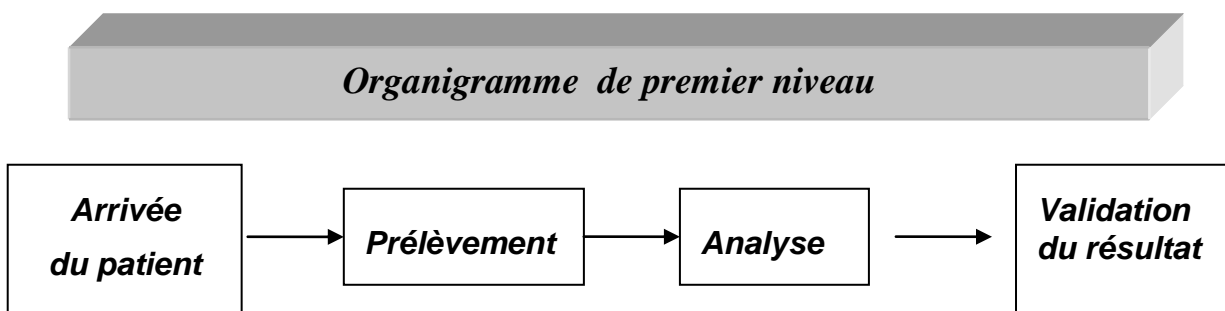 Organigramme de premier niveau
Arrivée
du patient
Prélèvement
Analyse
Validation
du résultat